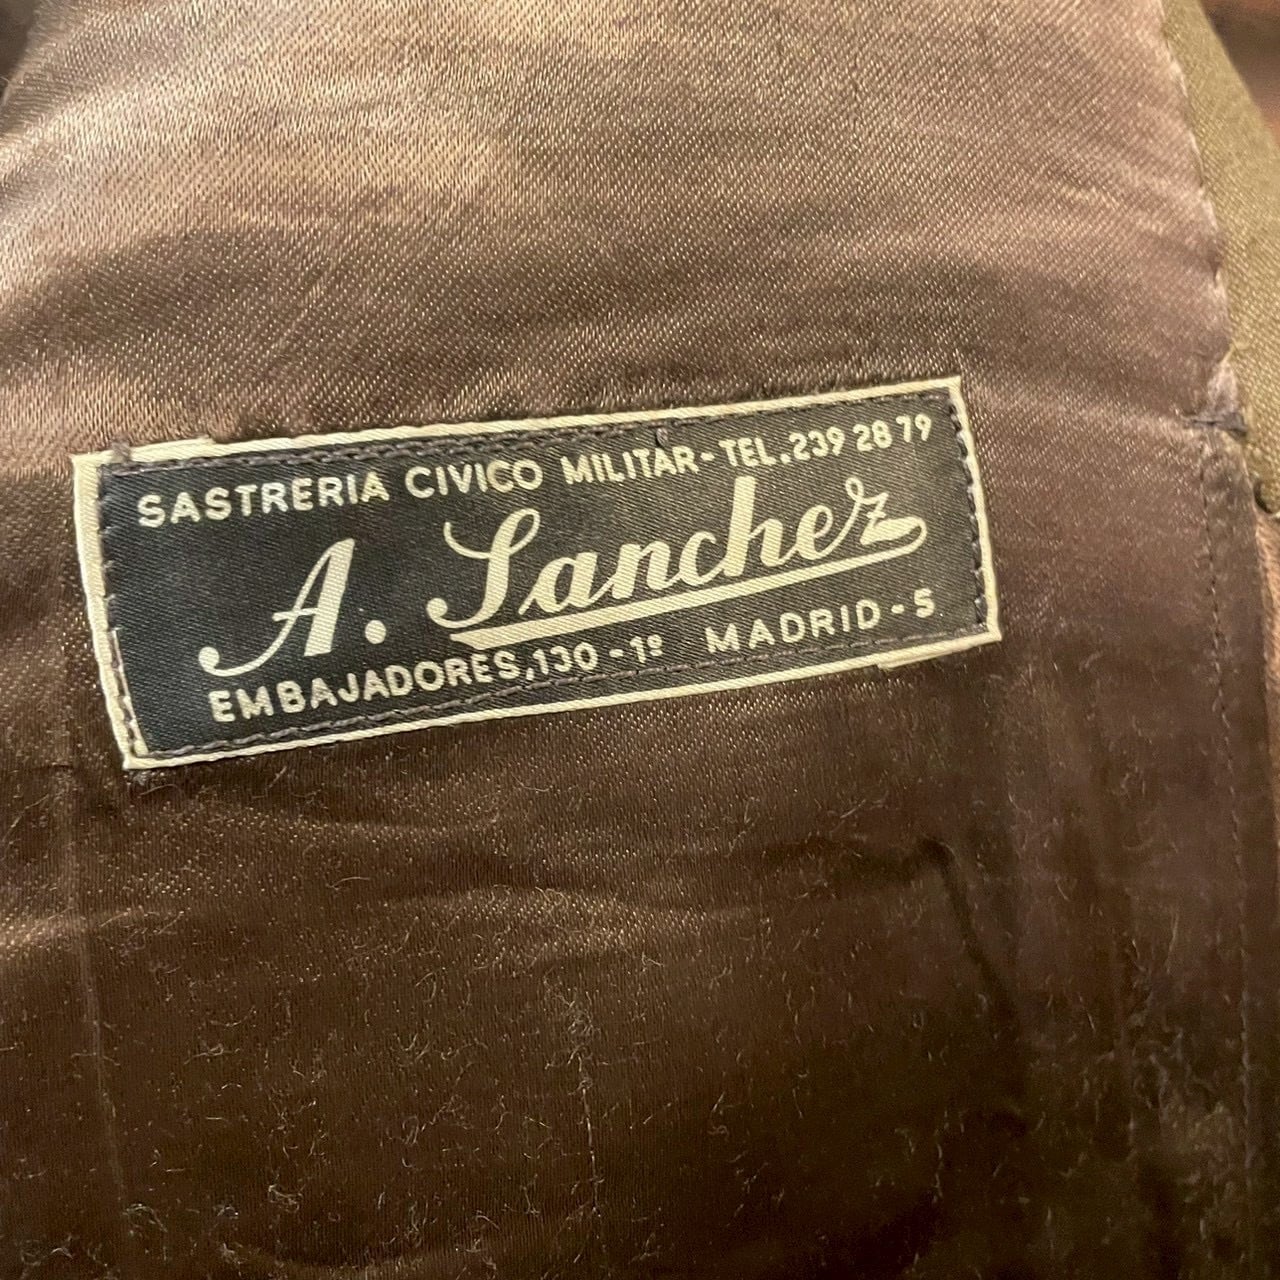 SASTRERIA CIVICO MILITAR-TEL.239 28 79
A. Sanchez
EMBAJADORES,130 - 1º MADRID - 5